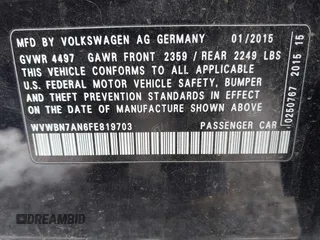 MFD BY VOLKSWAGEN AG GERMANY 01/2015
GVWR 4497 GAWR FRONT 2359 / REAR 2249 LBS
THIS VEHICLE CONFORMS TO ALL APPLICABLE
U.S. FEDERAL MOTOR VEHICLE SAFETY, BUMPER
AND THEFT PREVENTION STANDARDS IN EFFECT
ON THE DATE OF MANUFACTURE SHOWN ABOVE.
WVWBN7AN6FE819703 PASSENGER CAR
0250767 2015 15
AUTOBIDMASTER